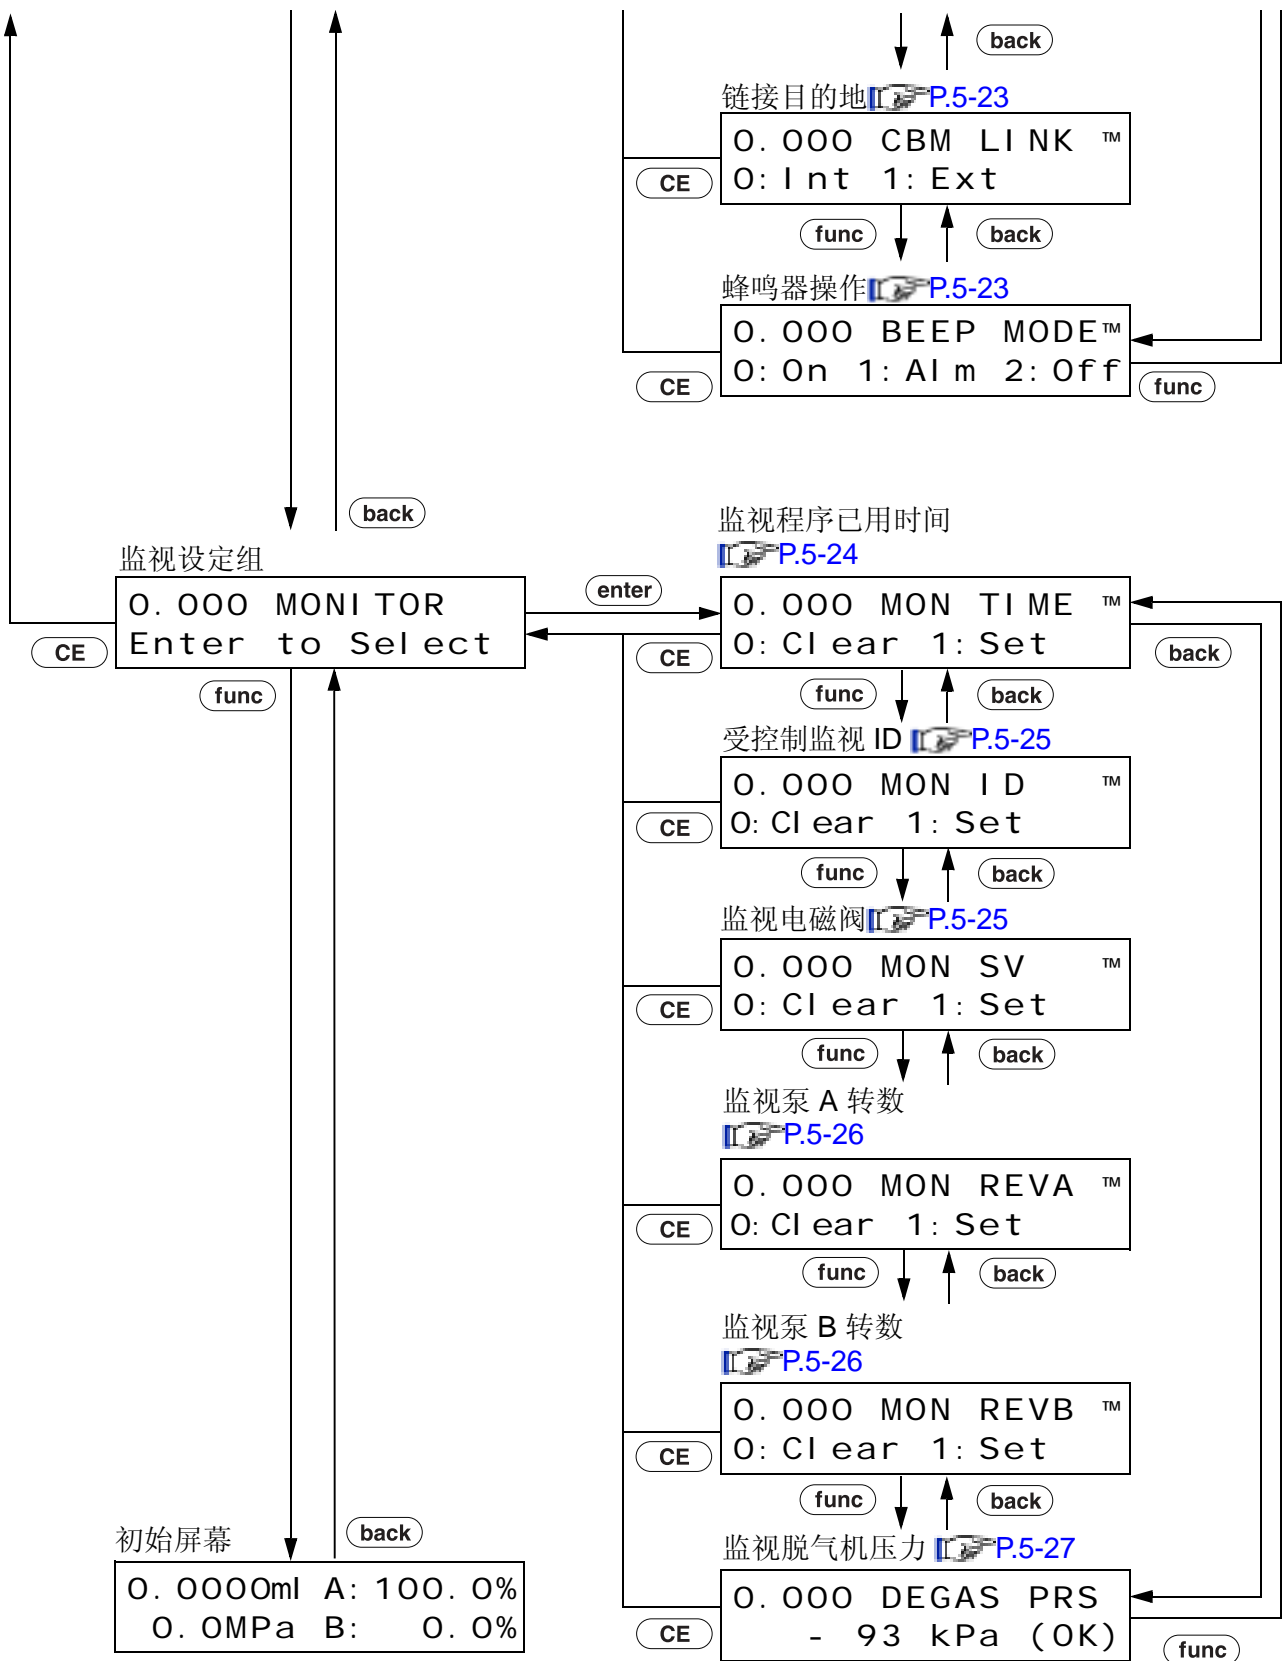 back
链接目的地 P.5-23
0.000 CBM LINK ™
0:Int 1:Ext
CE
func
back
蜂鸣器操作 P.5-23
0.000 BEEP MODE™
0:On 1:Alm 2:Off
CE
func
back
监视设定组
0.000 MONITOR
Enter to Select
CE
enter
func
监视程序已用时间
P.5-24
0.000 MON TIME ™
0:Clear 1:Set
CE
back
func
back
受控制监视 ID P.5-25
0.000 MON ID ™
0:Clear 1:Set
CE
func
back
监视电磁阀 P.5-25
0.000 MON SV ™
0:Clear 1:Set
CE
func
back
监视泵 A 转数
P.5-26
0.000 MON REVA ™
0:Clear 1:Set
CE
func
back
监视泵 B 转数
P.5-26
0.000 MON REVB ™
0:Clear 1:Set
CE
func
back
初始屏幕
back
0.0000ml A:100.0%
0.0MPa B: 0.0%
监视脱气机压力 P.5-27
0.000 DEGAS PRS
- 93 kPa (OK)
CE
func